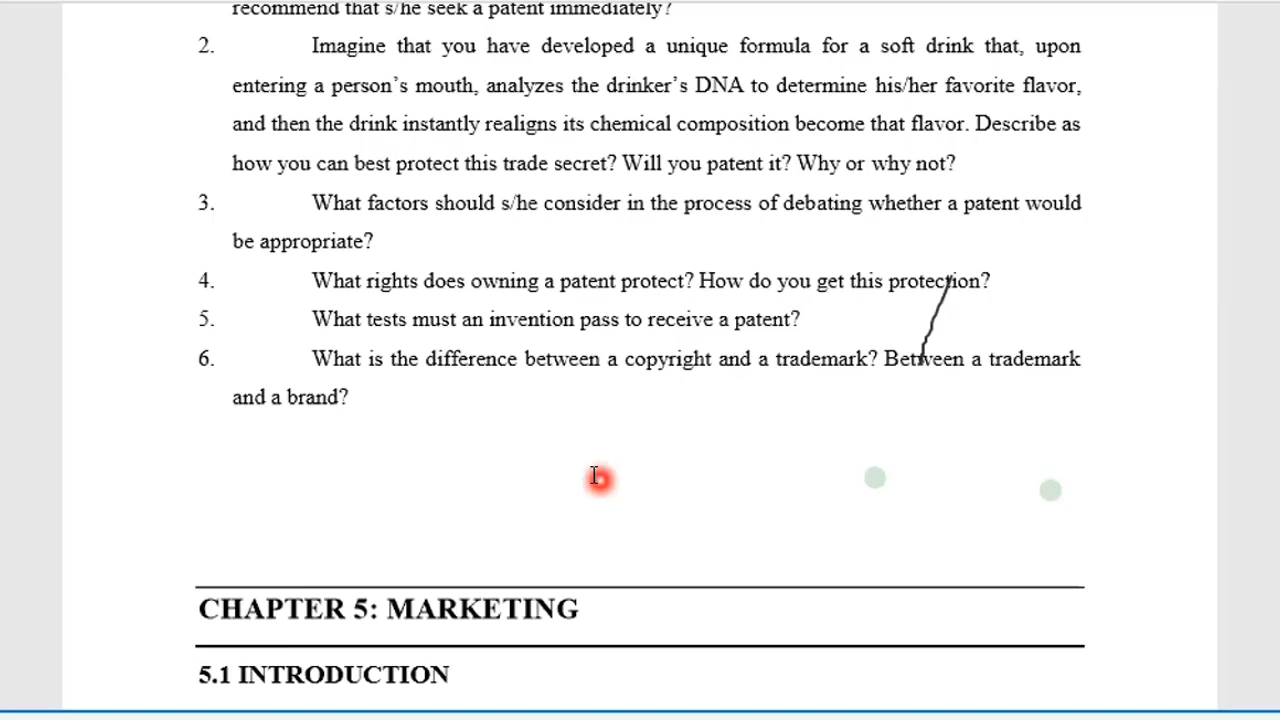 recommend that s/he seek a patent immediately?
2. Imagine that you have developed a unique formula for a soft drink that, upon
entering a person's mouth, analyzes the drinker's DNA to determine his/her favorite flavor,
and then the drink instantly realigns its chemical composition become that flavor. Describe as
how you can best protect this trade secret? Will you patent it? Why or why not?
3. What factors should s/he consider in the process of debating whether a patent would
be appropriate?
4. What rights does owning a patent protect? How do you get this protection?
5. What tests must an invention pass to receive a patent?
6. What is the difference between a copyright and a trademark? Between a trademark
and a brand?
CHAPTER 5: MARKETING
5.1 INTRODUCTION